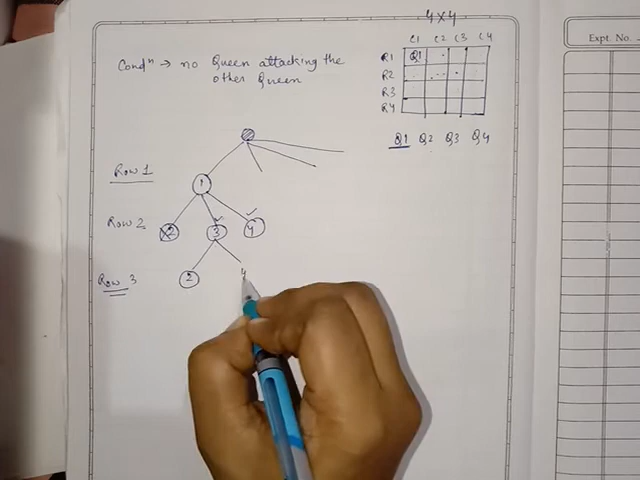 4x4
C1 C2 C3 C4
R1 Q1
R2
R3
R4
Condⁿ → no Queen attacking the
other Queen
Q1 Q2 Q3 Q4
Row 1
1
Row 2
2 3 4
Row 3
2 4
Expt. No.